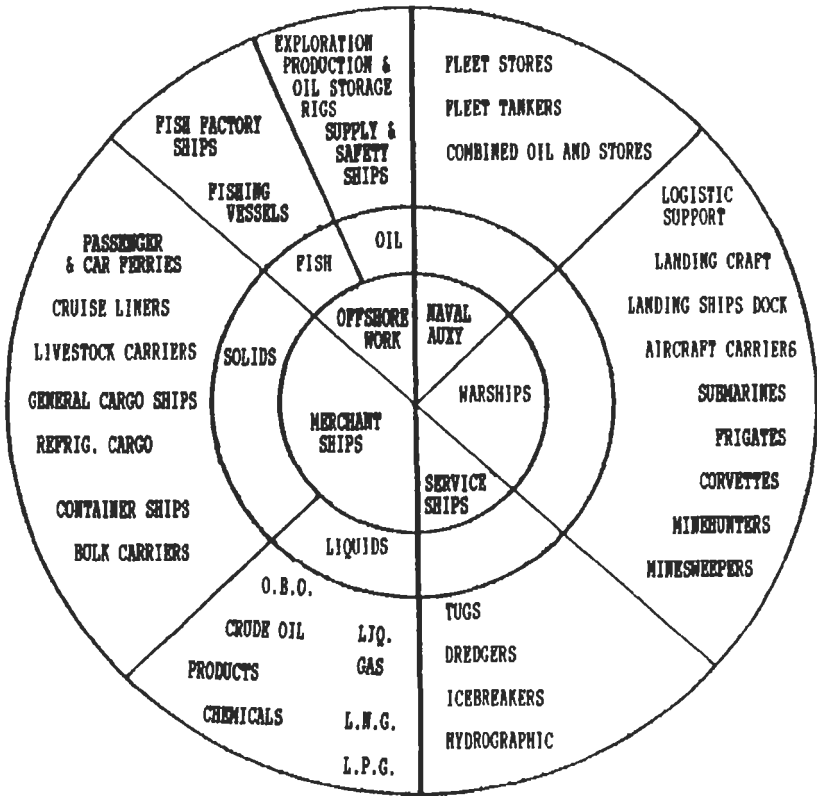 EXPLORATION
PRODUCTION &
OIL STORAGE
RIGS
SUPPLY &
SAFETY
SHIPS
FLEET STORES
FLEET TANKERS
COMBINED OIL AND STORES
FISH FACTORY
SHIPS
FISHING
VESSELS
LOGISTIC
SUPPORT
LANDING CRAFT
LANDING SHIPS DOCK
AIRCRAFT CARRIERS
SUBMARINES
FRIGATES
CORVETTES
MINEHUNTERS
MINESWEEPERS
PASSENGER
& CAR FERRIES
CRUISE LINERS
LIVESTOCK CARRIERS
GENERAL CARGO SHIPS
REFRIG. CARGO
CONTAINER SHIPS
BULK CARRIERS
OIL
FISH
SOLIDS
LIQUIDS
OFFSHORE
WORK
NAVAL
AUXY
WARSHIPS
MERCHANT
SHIPS
SERVICE
SHIPS
O.B.O.
CRUDE OIL
PRODUCTS
CHEMICALS
LIQ.
GAS
L.N.G.
L.P.G.
TUGS
DREDGERS
ICEBREAKERS
HYDROGRAPHIC